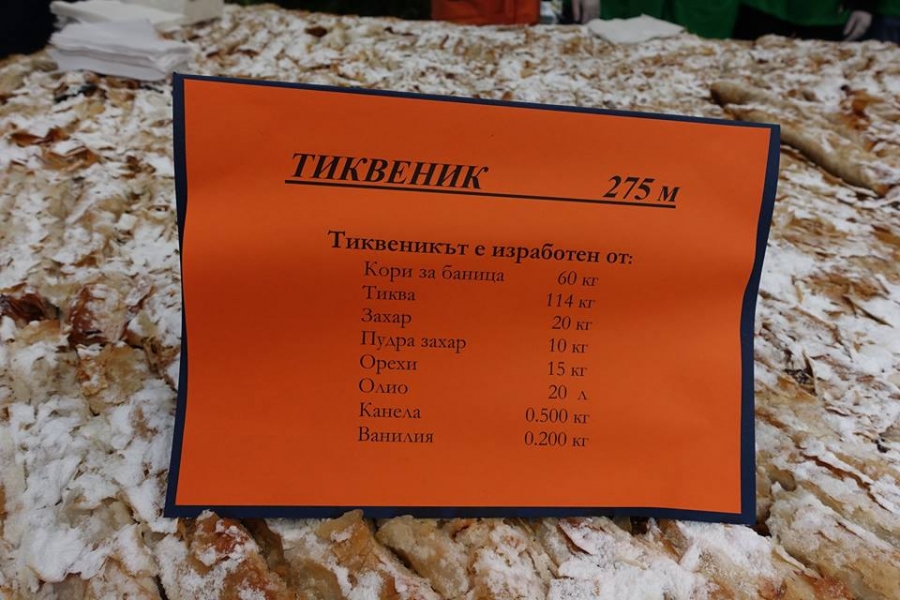 ТИКВЕНИК 275 м
Тиквеникът е изработен от:
Кори за баница 60 кг
Тиква 114 кг
Захар 20 кг
Пудра захар 10 кг
Орехи 15 кг
Олио 20 л
Канела 0.500 кг
Ванилия 0.200 кг